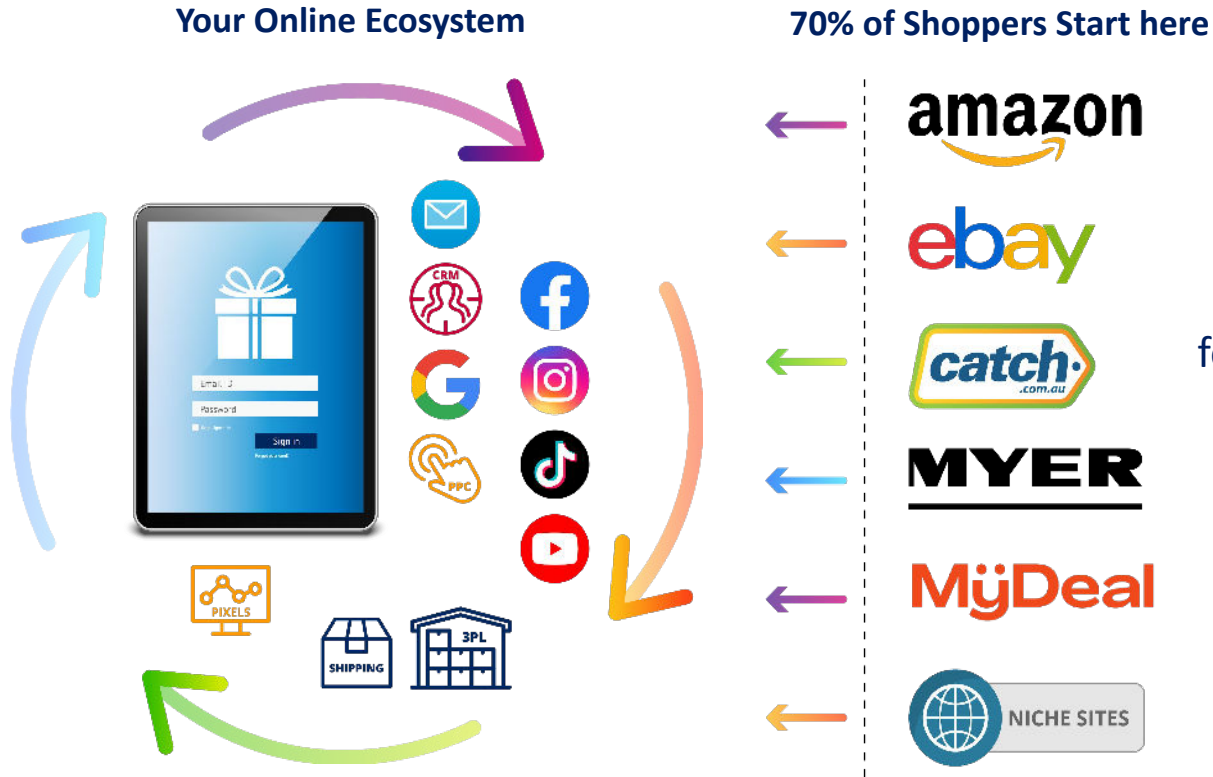 Your Online Ecosystem
70% of Shoppers Start here
amazon
ebay
catch
.com.au
MYER
MyDeal
NICHE SITES
CRM
PPC
Password
Sign in
PIXELS
SHIPPING
3PL